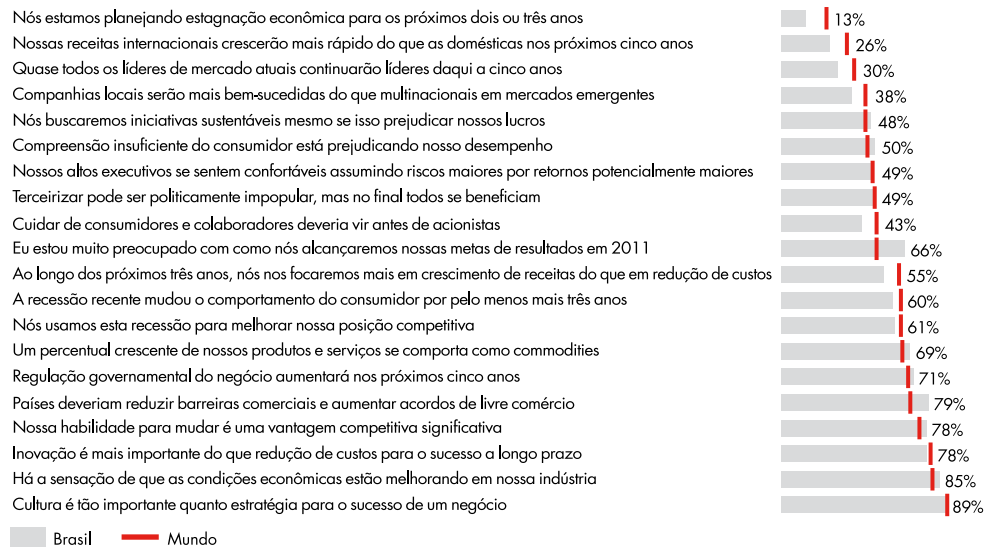 Nós estamos planejando estagnação econômica para os próximos dois ou três anos 13%
Nossas receitas internacionais crescerão mais rápido do que as domésticas nos próximos cinco anos 26%
Quase todos os líderes de mercado atuais continuarão líderes daqui a cinco anos 30%
Companhias locais serão mais bem-sucedidas do que multinacionais em mercados emergentes 38%
Nós buscaremos iniciativas sustentáveis mesmo se isso prejudicar nossos lucros 48%
Compreensão insuficiente do consumidor está prejudicando nosso desempenho 50%
Nossos altos executivos se sentem confortáveis assumindo riscos maiores por retornos potencialmente maiores 49%
Terceirizar pode ser politicamente impopular, mas no final todos se beneficiam 49%
Cuidar de consumidores e colaboradores deveria vir antes de acionistas 43%
Eu estou muito preocupado com como nós alcançaremos nossas metas de resultados em 2011 66%
Ao longo dos próximos três anos, nós nos focaremos mais em crescimento de receitas do que em redução de custos 55%
A recessão recente mudou o comportamento do consumidor por pelo menos mais três anos 60%
Nós usamos esta recessão para melhorar nossa posição competitiva 61%
Um percentual crescente de nossos produtos e serviços se comporta como commodities 69%
Regulação governamental do negócio aumentará nos próximos cinco anos 71%
Países deveriam reduzir barreiras comerciais e aumentar acordos de livre comércio 79%
Nossa habilidade para mudar é uma vantagem competitiva significativa 78%
Inovação é mais importante do que redução de custos para o sucesso a longo prazo 78%
Há a sensação de que as condições econômicas estão melhorando em nossa indústria 85%
Cultura é tão importante quanto estratégia para o sucesso de um negócio 89%
Brasil Mundo